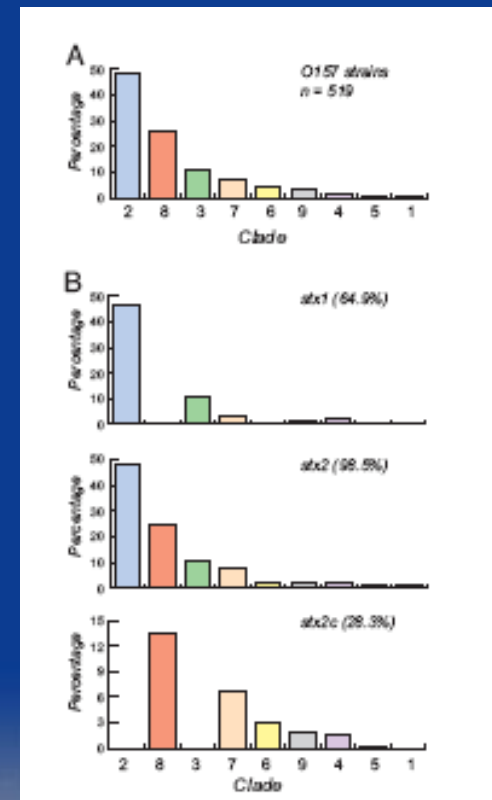 A
O157 strains
n = 519
Percentage
50
40
30
20
10
0
2 8 3 7 6 9 4 5 1
Clade
B
stx1 (64.9%)
Percentage
50
40
30
20
10
0
stx2 (98.5%)
Percentage
50
40
30
20
10
0
stx2c (28.3%)
Percentage
15
12
9
6
3
0
2 8 3 7 6 9 4 5 1
Clade